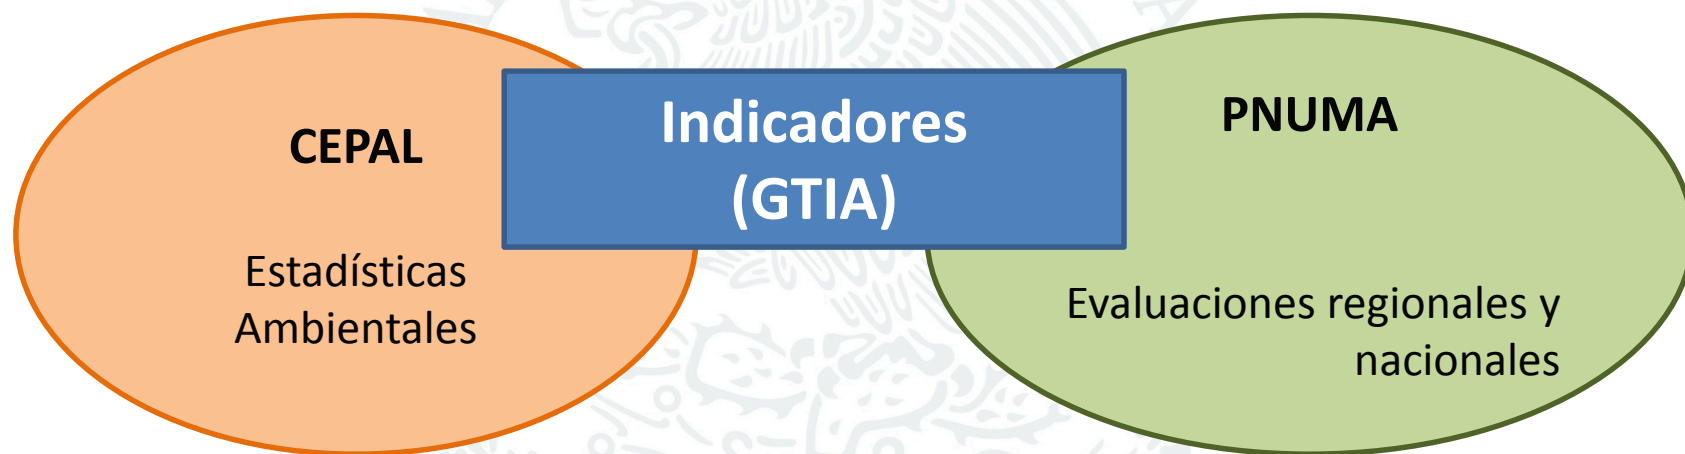 CEPAL
Estadísticas
Ambientales
Indicadores
(GTIA)
PNUMA
Evaluaciones regionales y
nacionales